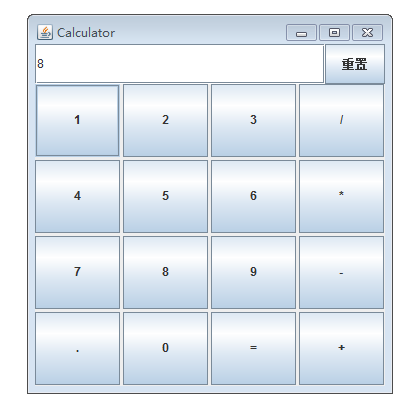 Calculator
8 重置
1 2 3 /
4 5 6 *
7 8 9 -
. 0 = +